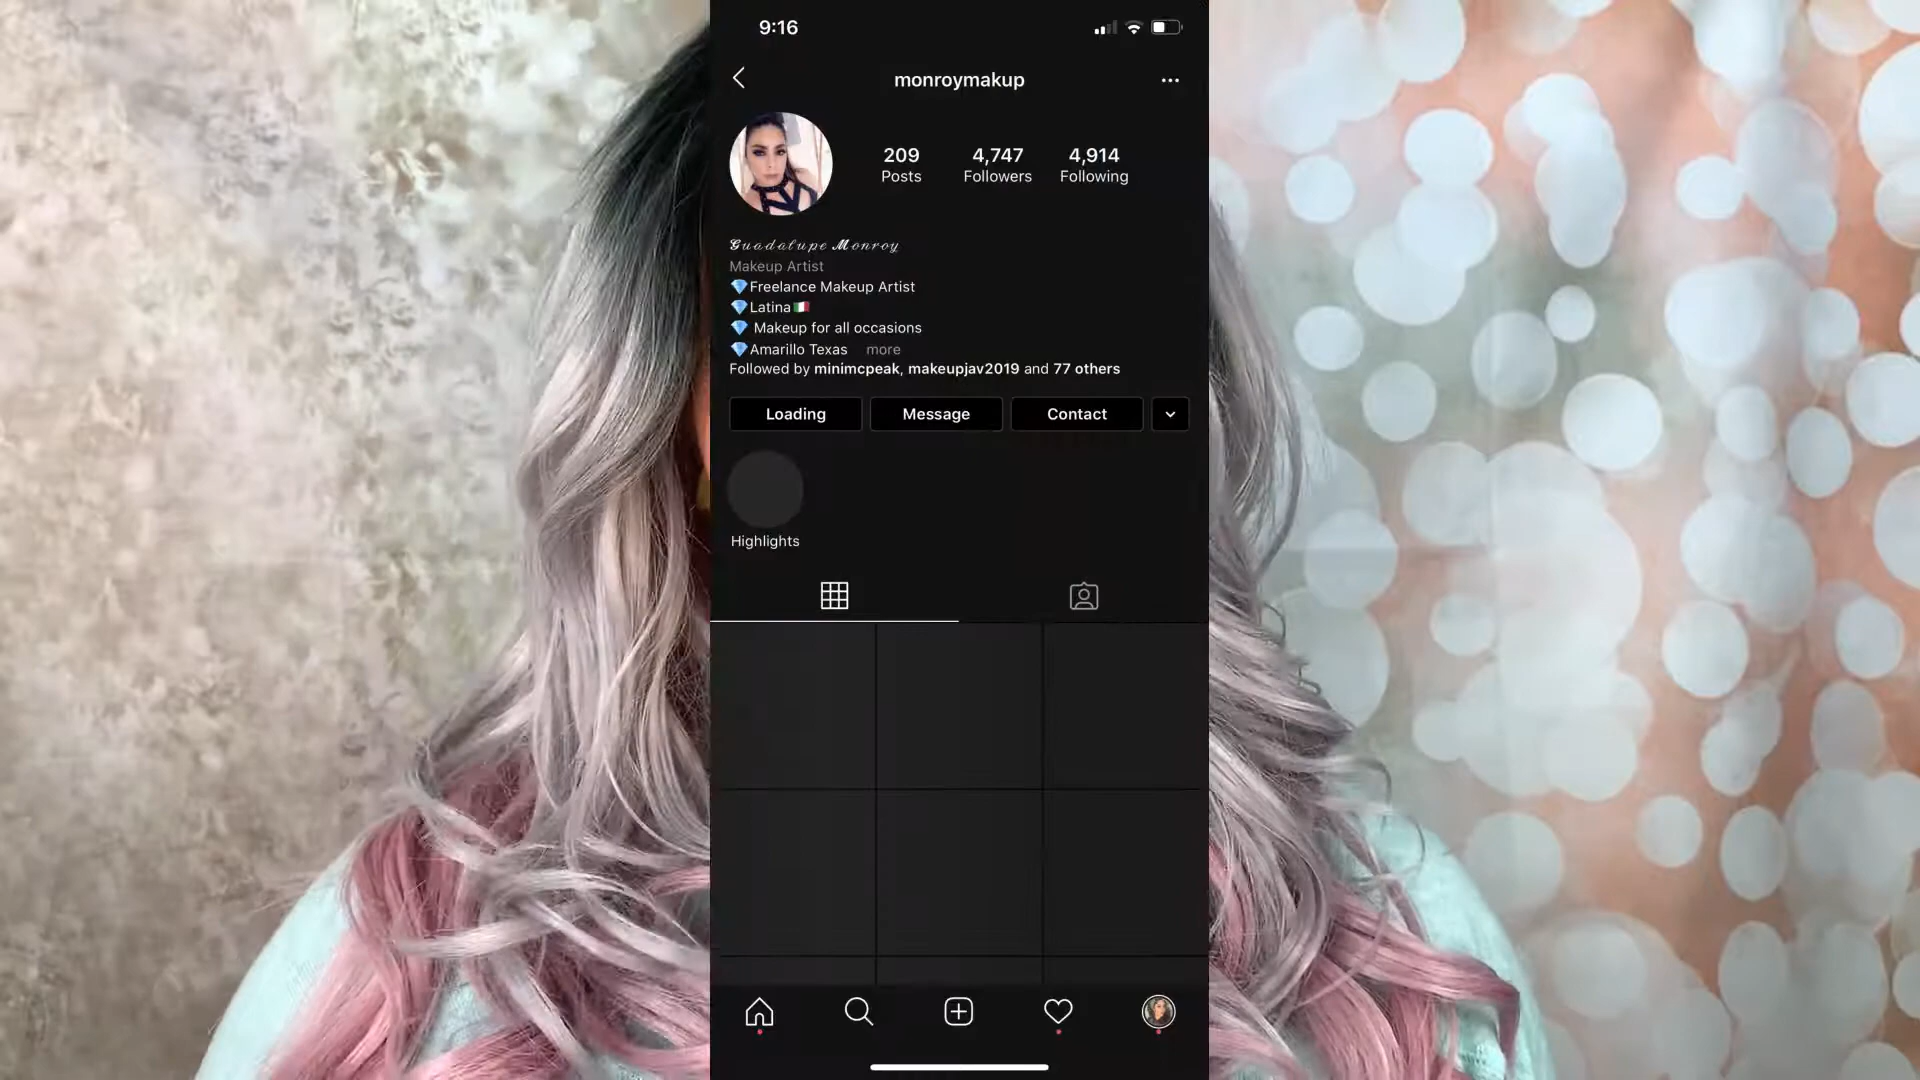 9:16
monroymakup
209
Posts
4,747
Followers
4,914
Following
𝓖𝓾𝓪𝓭𝓪𝓵𝓾𝓹𝓮 𝓜𝓸𝓷𝓻𝓸𝔂
Makeup Artist
💎Freelance Makeup Artist
💎Latina🇲🇽
💎 Makeup for all occasions
💎Amarillo Texas more
Followed by minimcpeak, makeupjav2019 and 77 others
Loading
Message
Contact
Highlights